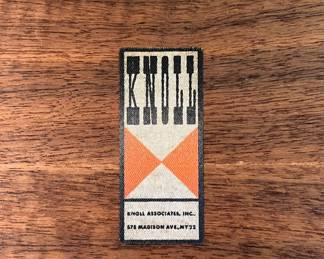 KNOLL
KNOLL ASSOCIATES, INC.
575 MADISON AVE., NY 22